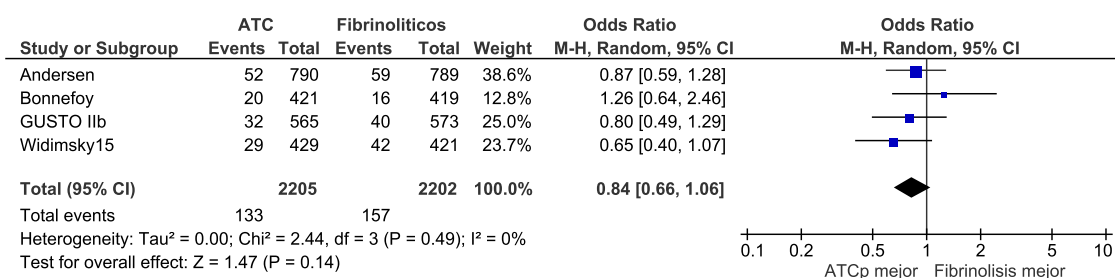 ATC Fibrinoliticos Odds Ratio Odds Ratio
Study or Subgroup Events Total Events Total Weight M-H, Random, 95% CI M-H, Random, 95% CI
Andersen 52 790 59 789 38.6% 0.87 [0.59, 1.28]
Bonnefoy 20 421 16 419 12.8% 1.26 [0.64, 2.46]
GUSTO IIb 32 565 40 573 25.0% 0.80 [0.49, 1.29]
Widimsky15 29 429 42 421 23.7% 0.65 [0.40, 1.07]
Total (95% CI) 2205 2202 100.0% 0.84 [0.66, 1.06]
Total events 133 157
Heterogeneity: Tau² = 0.00; Chi² = 2.44, df = 3 (P = 0.49); I² = 0%
Test for overall effect: Z = 1.47 (P = 0.14)
0.1 0.2 0.5 1 2 5 10
ATCp mejor Fibrinolisis mejor